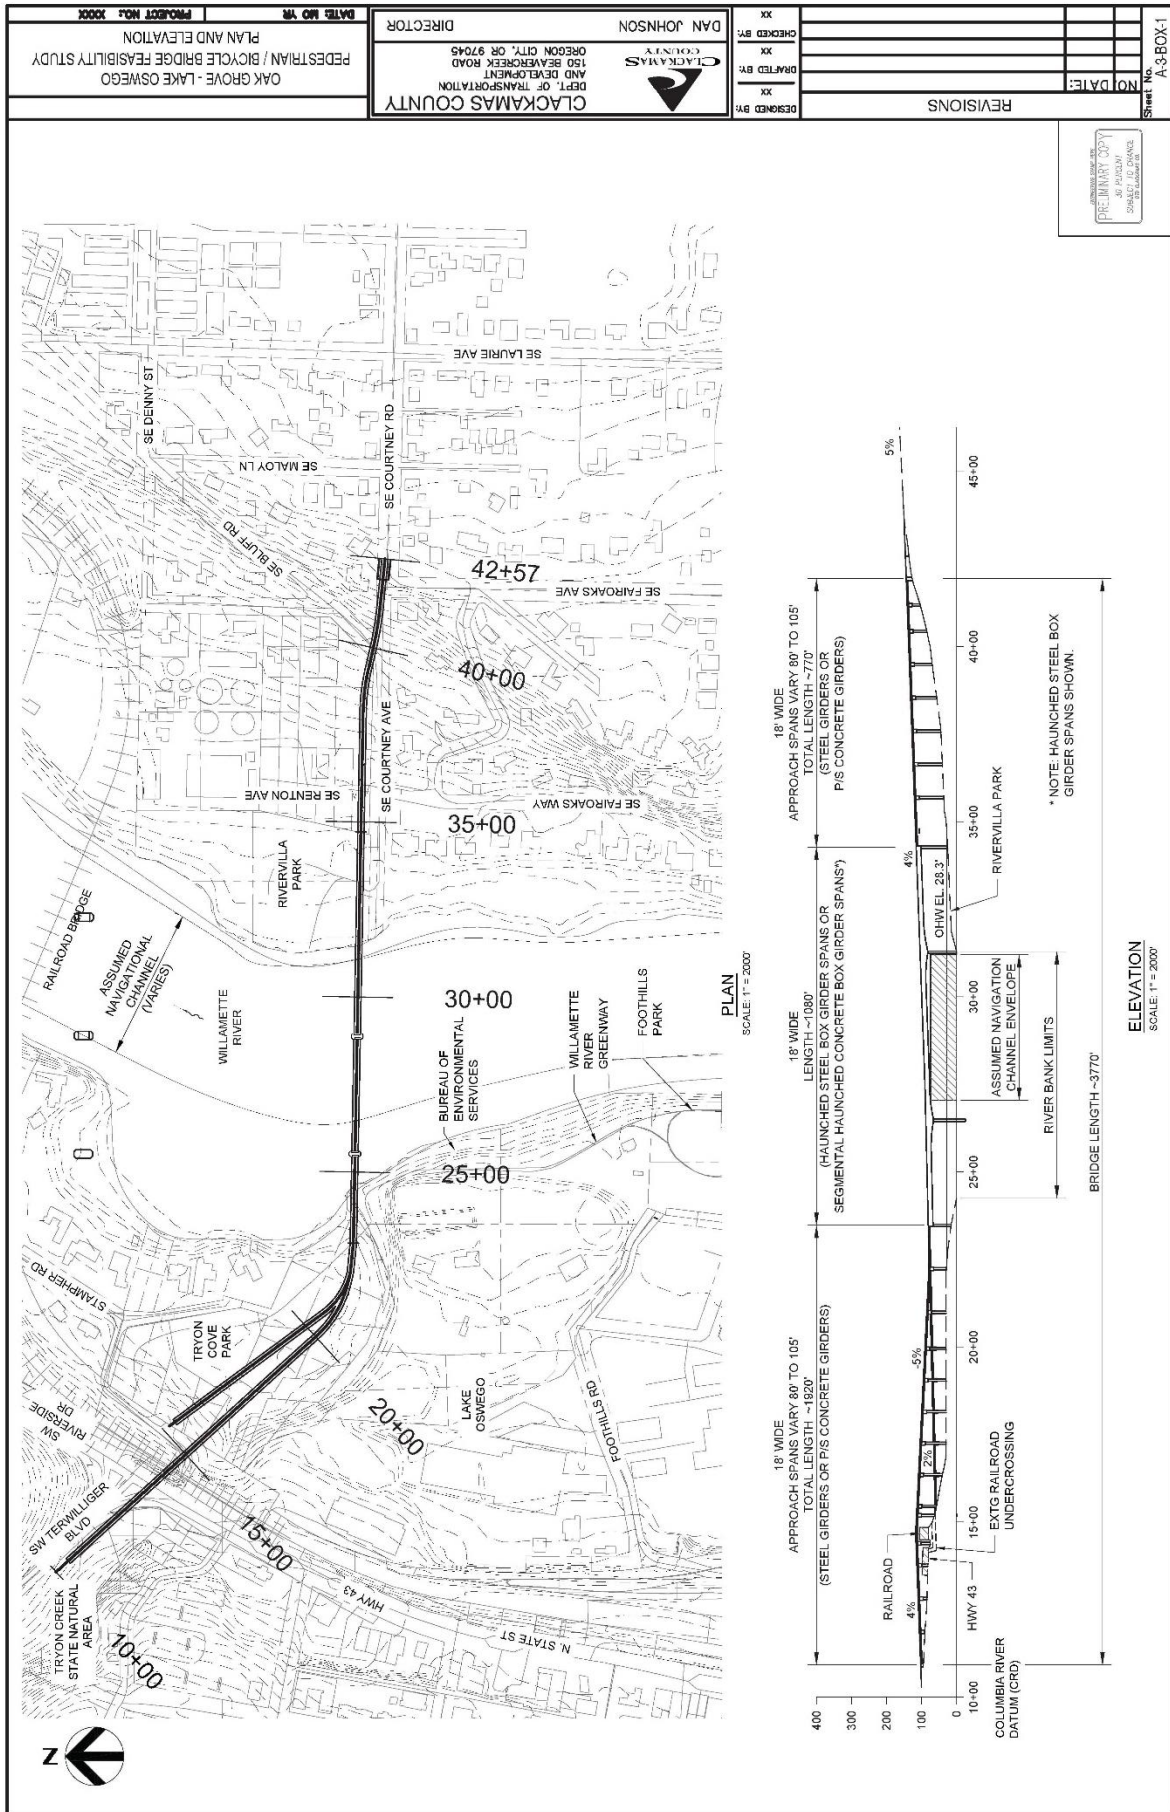 OAK GROVE - LAKE OSWEGO
PEDESTRIAN / BICYCLE BRIDGE FEASIBILITY STUDY
PLAN AND ELEVATION
DATE: MO YR
PROJECT NO.: XXXX
CLACKAMAS COUNTY
DEPT. OF TRANSPORTATION
AND DEVELOPMENT
150 BEAVERCREEK ROAD
OREGON CITY, OR 97045
CLACKAMAS
COUNTY
DAN JOHNSON
DIRECTOR
DESIGNED BY:
XX
DRAFTED BY:
XX
CHECKED BY:
XX
REVISIONS
NO.
DATE:
Sheet No.
A-3-BOX-1
PRELIMINARY COPY
30 PERCENT
SUBJECT TO CHANGE
N
TRYON CREEK
STATE NATURAL
AREA
10+00
SW TERWILLIGER
BLVD
SW
RIVERSIDE
DR
STAMPHER RD
TRYON
COVE
PARK
15+00
HWY 43
N. STATE ST
20+00
LAKE
OSWEGO
FOOTHILLS RD
25+00
BUREAU OF
ENVIRONMENTAL
SERVICES
WILLAMETTE
RIVER
GREENWAY
FOOTHILLS
PARK
RAILROAD BRIDGE
ASSUMED
NAVIGATIONAL
CHANNEL
(VARIES)
WILLAMETTE
RIVER
30+00
RIVERVILLA
PARK
SE RENTON AVE
SE COURTNEY AVE
35+00
SE FAIROAKS WAY
40+00
42+57
SE FAIROAKS AVE
SE BLUFF RD
SE MALOY LN
SE DENNY ST
SE COURTNEY RD
SE LAURIE AVE
PLAN
SCALE: 1" = 2000'
18' WIDE
APPROACH SPANS VARY 80' TO 105'
TOTAL LENGTH ~1920'
(STEEL GIRDERS OR P/S CONCRETE GIRDERS)
18' WIDE
LENGTH ~1080'
(HAUNCHED STEEL BOX GIRDER SPANS OR
SEGMENTAL HAUNCHED CONCRETE BOX GIRDER SPANS*)
18' WIDE
APPROACH SPANS VARY 80' TO 105'
TOTAL LENGTH ~770'
(STEEL GIRDERS OR
P/S CONCRETE GIRDERS)
400
300
200
100
0
RAILROAD
4%
2%
-5%
4%
5%
OHW EL 28.3'
10+00
15+00
20+00
25+00
30+00
35+00
40+00
45+00
COLUMBIA RIVER
DATUM (CRD)
HWY 43
EXTG RAILROAD
UNDERCROSSING
ASSUMED NAVIGATION
CHANNEL ENVELOPE
RIVER BANK LIMITS
RIVERVILLA PARK
* NOTE: HAUNCHED STEEL BOX
GIRDER SPANS SHOWN.
BRIDGE LENGTH ~3770'
ELEVATION
SCALE: 1" = 2000'